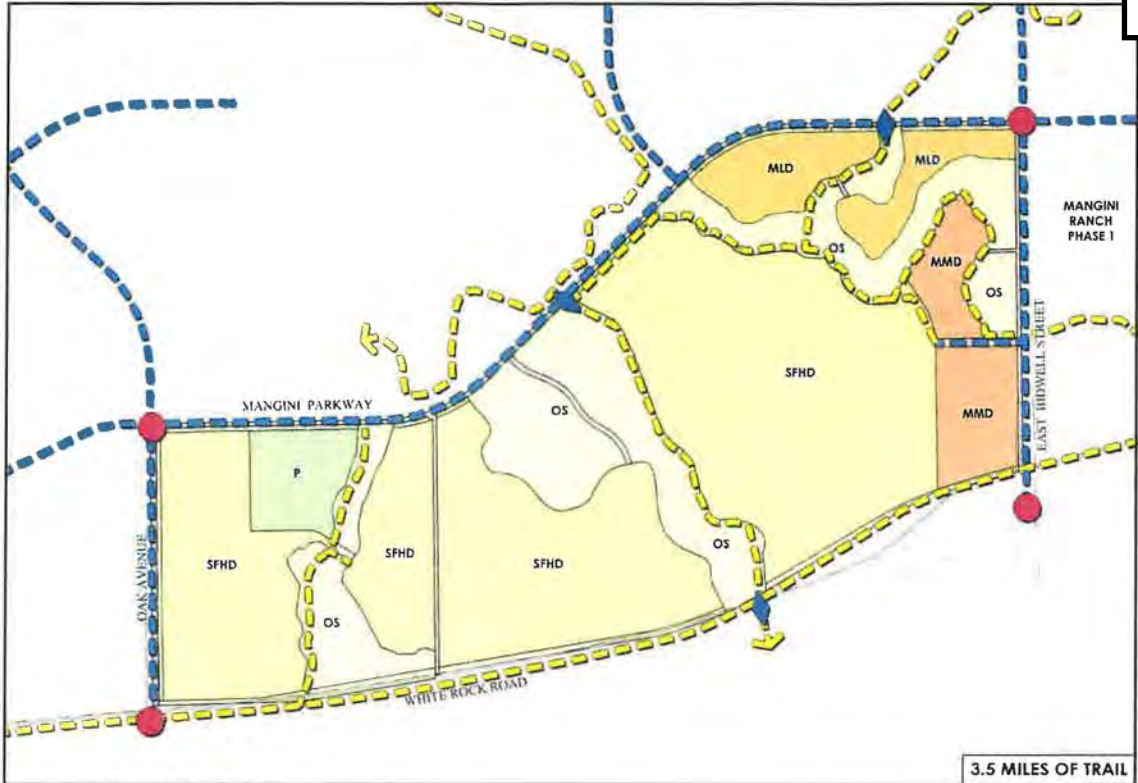 MLD
MLD
MANGINI
RANCH
PHASE 1
OS
MMD
OS
EAST BIDWELL STREET
SFHD
MANGINI PARKWAY
OS
MMD
P
OS
OAK AVENUE
SFHD
SFHD
SFHD
OS
WHITE ROCK ROAD
3.5 MILES OF TRAIL